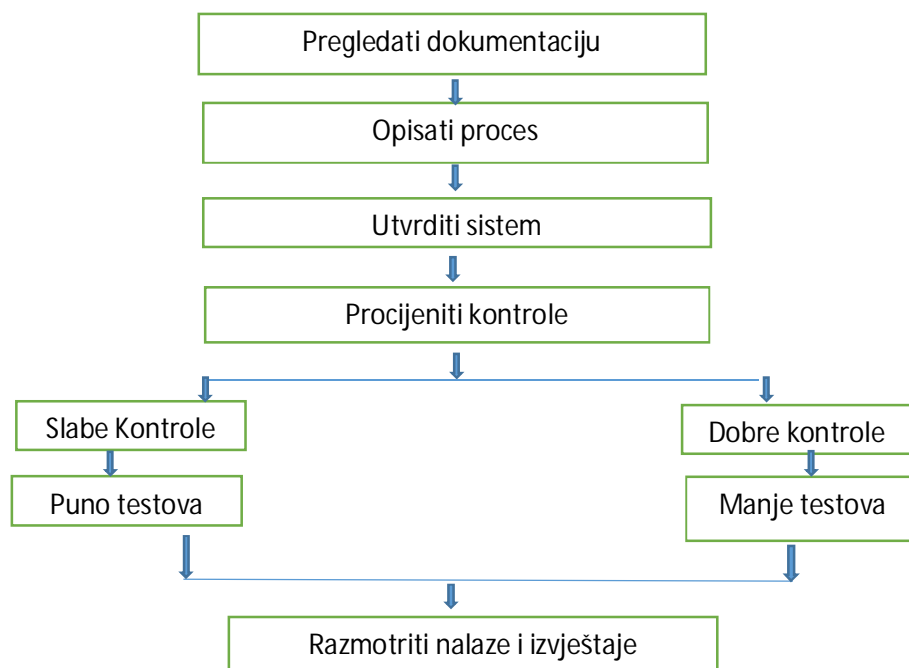 Pregledati dokumentaciju
Opisati proces
Utvrditi sistem
Procijeniti kontrole
Slabe Kontrole
Dobre kontrole
Puno testova
Manje testova
Razmotriti nalaze i izvještaje